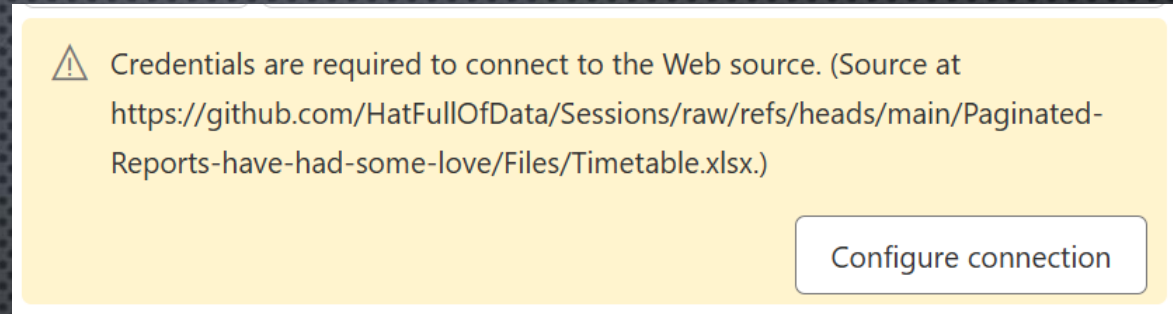 Credentials are required to connect to the Web source. (Source at
https://github.com/HatFullOfData/Sessions/raw/refs/heads/main/Paginated-
Reports-have-had-some-love/Files/Timetable.xlsx.)
Configure connection